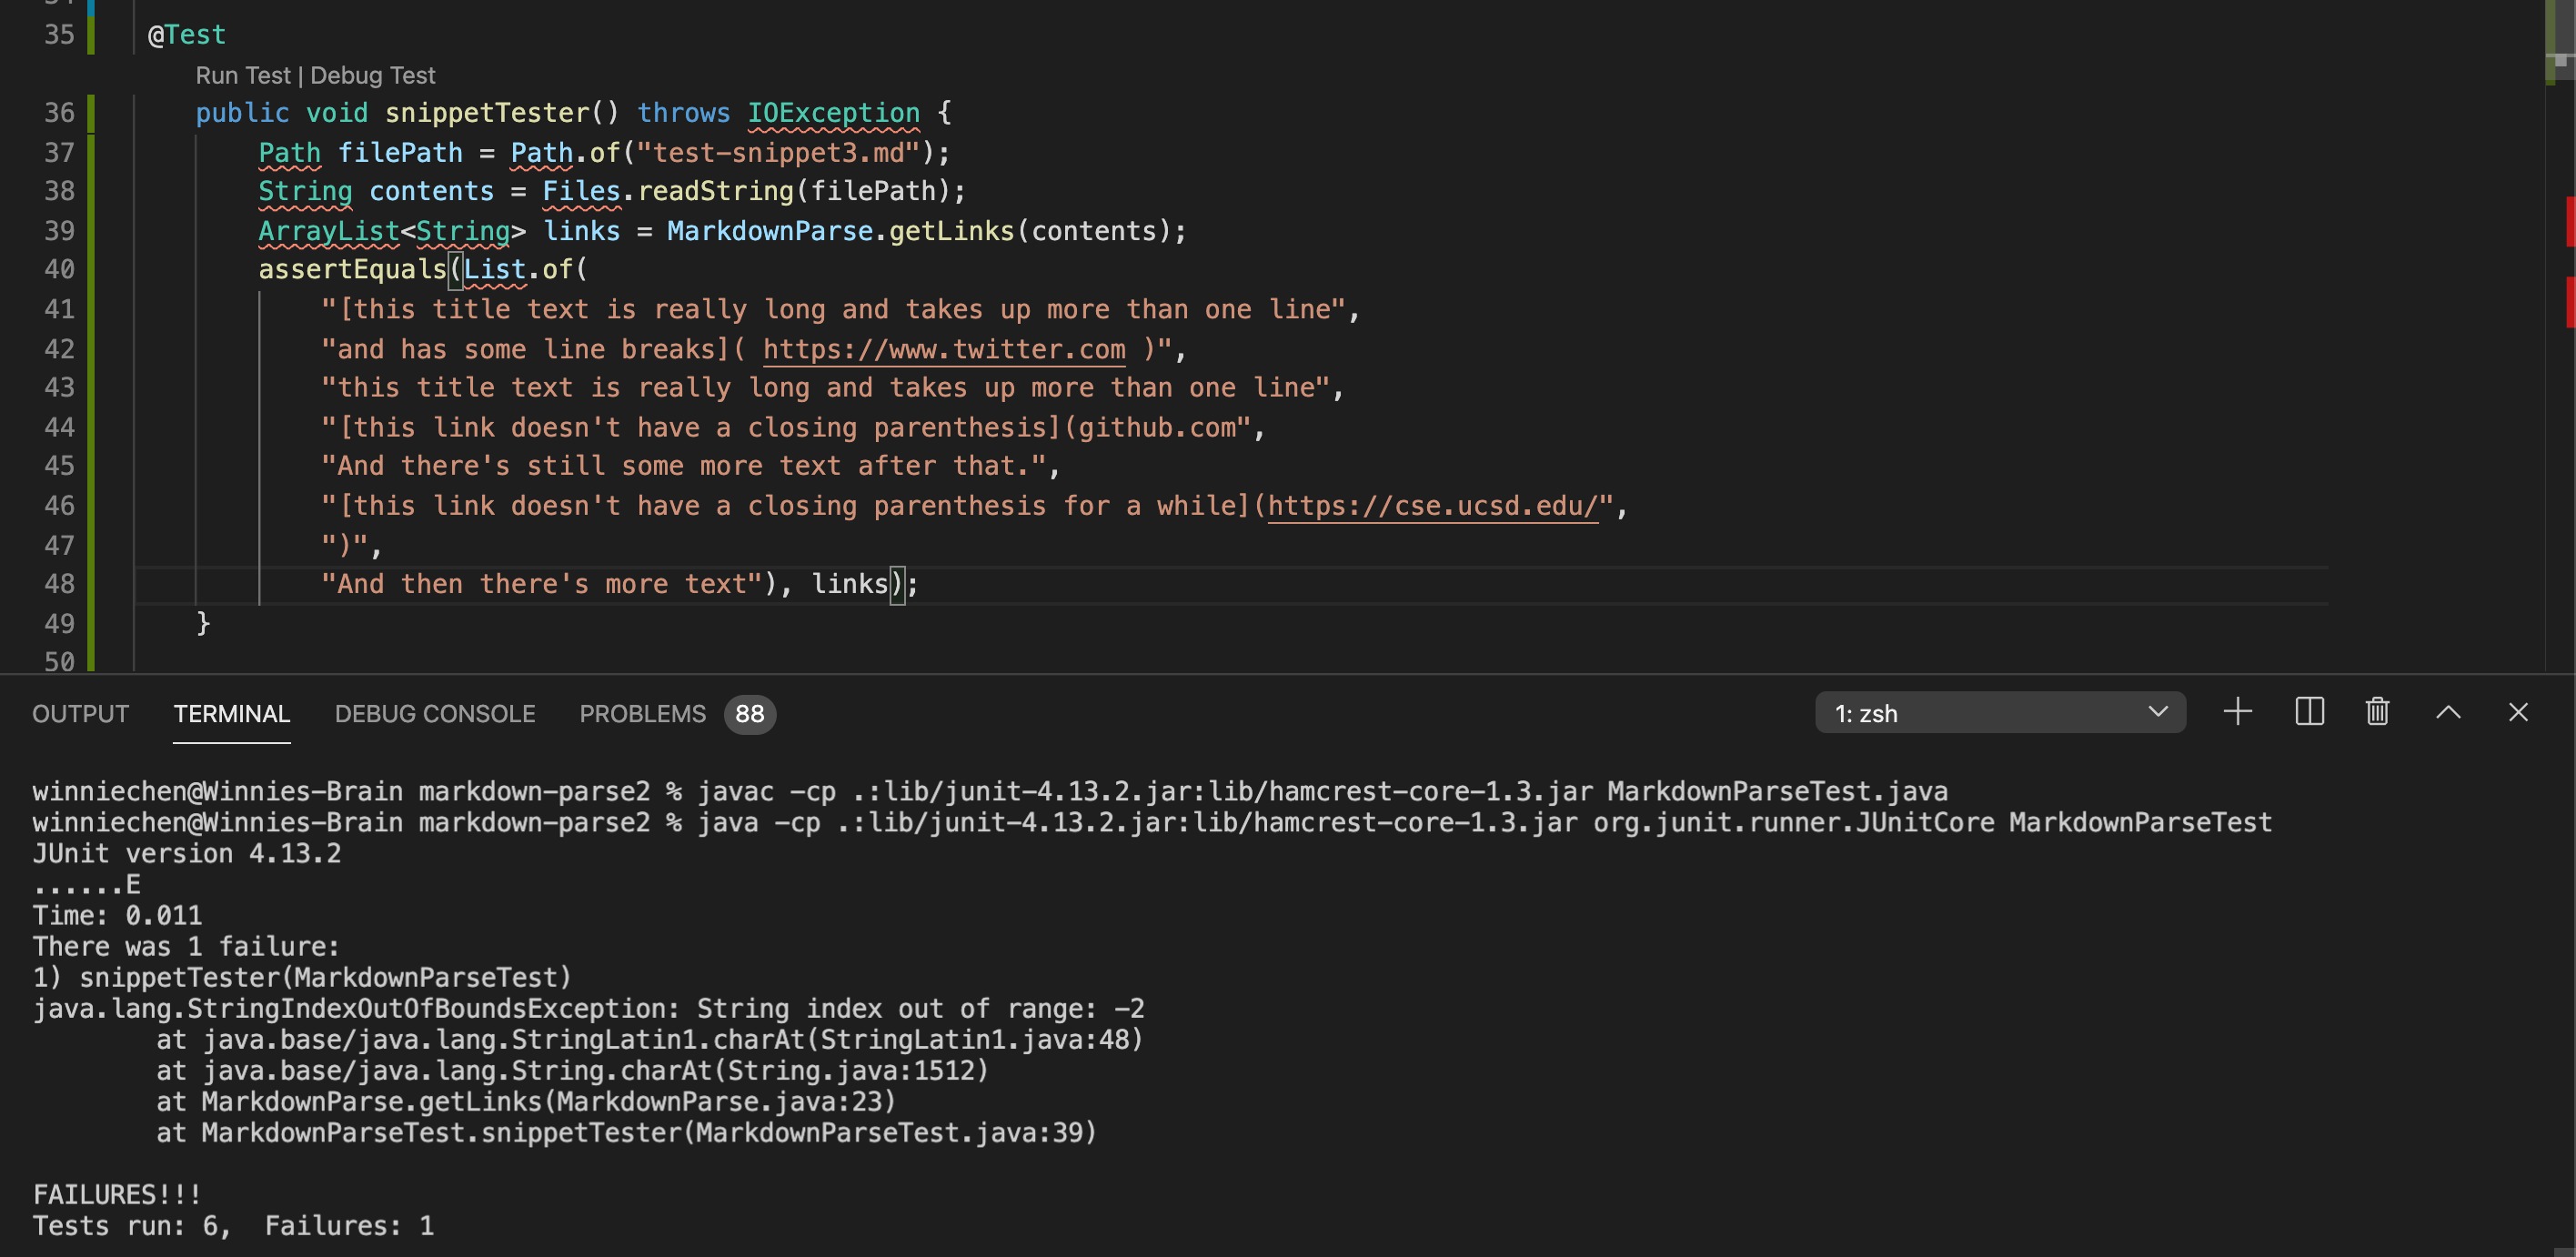 35 @Test
Run Test | Debug Test
36 public void snippetTester() throws IOException {
37 Path filePath = Path.of("test-snippet3.md");
38 String contents = Files.readString(filePath);
39 ArrayList<String> links = MarkdownParse.getLinks(contents);
40 assertEquals(List.of(
41 "[this title text is really long and takes up more than one line",
42 "and has some line breaks]( https://www.twitter.com )",
43 "this title text is really long and takes up more than one line",
44 "[this link doesn't have a closing parenthesis](github.com",
45 "And there's still some more text after that.",
46 "[this link doesn't have a closing parenthesis for a while](https://cse.ucsd.edu/",
47 ")",
48 "And then there's more text"), links);
49 }
50
OUTPUT TERMINAL DEBUG CONSOLE PROBLEMS 88 1: zsh
winniechen@Winnies-Brain markdown-parse2 % javac -cp .:lib/junit-4.13.2.jar:lib/hamcrest-core-1.3.jar MarkdownParseTest.java
winniechen@Winnies-Brain markdown-parse2 % java -cp .:lib/junit-4.13.2.jar:lib/hamcrest-core-1.3.jar org.junit.runner.JUnitCore MarkdownParseTest
JUnit version 4.13.2
......E
Time: 0.011
There was 1 failure:
1) snippetTester(MarkdownParseTest)
java.lang.StringIndexOutOfBoundsException: String index out of range: -2
at java.base/java.lang.StringLatin1.charAt(StringLatin1.java:48)
at java.base/java.lang.String.charAt(String.java:1512)
at MarkdownParse.getLinks(MarkdownParse.java:23)
at MarkdownParseTest.snippetTester(MarkdownParseTest.java:39)
FAILURES!!!
Tests run: 6,  Failures: 1